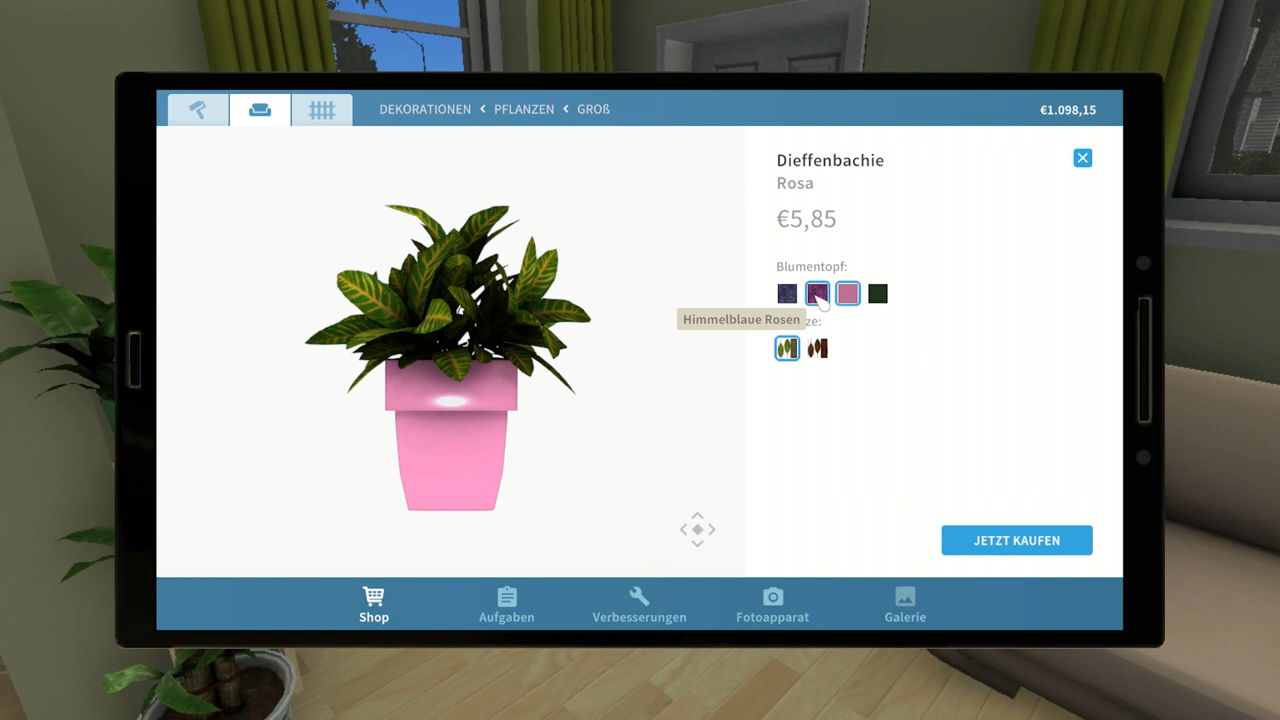 DEKORATIONEN < PFLANZEN < GROß
€1.098,15
Dieffenbachie
Rosa
€5,85
Blumentopf:
Himmelblaue Rosen
ze:
JETZT KAUFEN
Shop
Aufgaben
Verbesserungen
Fotoapparat
Galerie